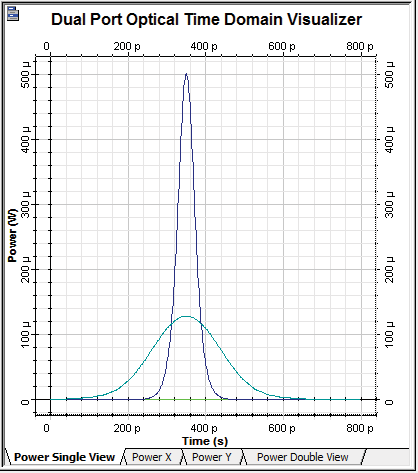 Dual Port Optical Time Domain Visualizer
0 200 p 400 p 600 p 800 p
500 µ 500 µ
400 µ 400 µ
300 µ 300 µ
Power (W)
200 µ 200 µ
100 µ 100 µ
0 0
0 200 p 400 p 600 p 800 p
Time (s)
Power Single View Power X Power Y Power Double View